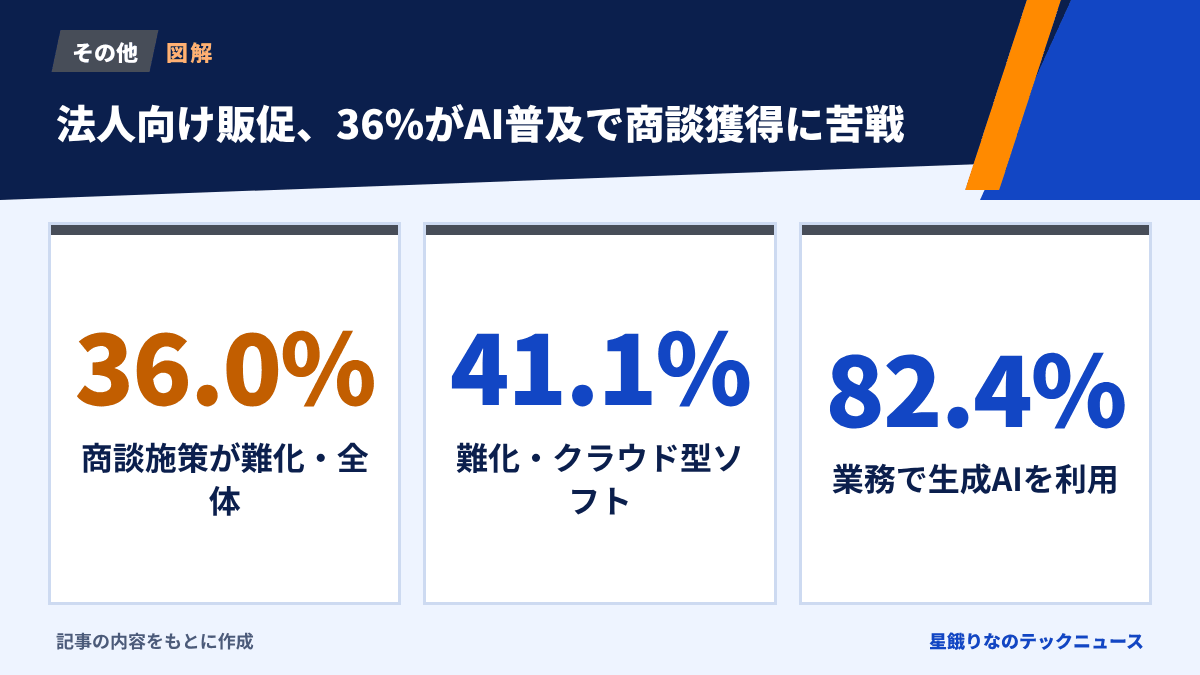 その他 図解
法人向け販促、36%がAI普及で商談獲得に苦戦
36.0%
商談施策が難化・全
体
41.1%
難化・クラウド型ソ
フト
82.4%
業務で生成AIを利用
記事の内容をもとに作成
星餓りなのテックニュース